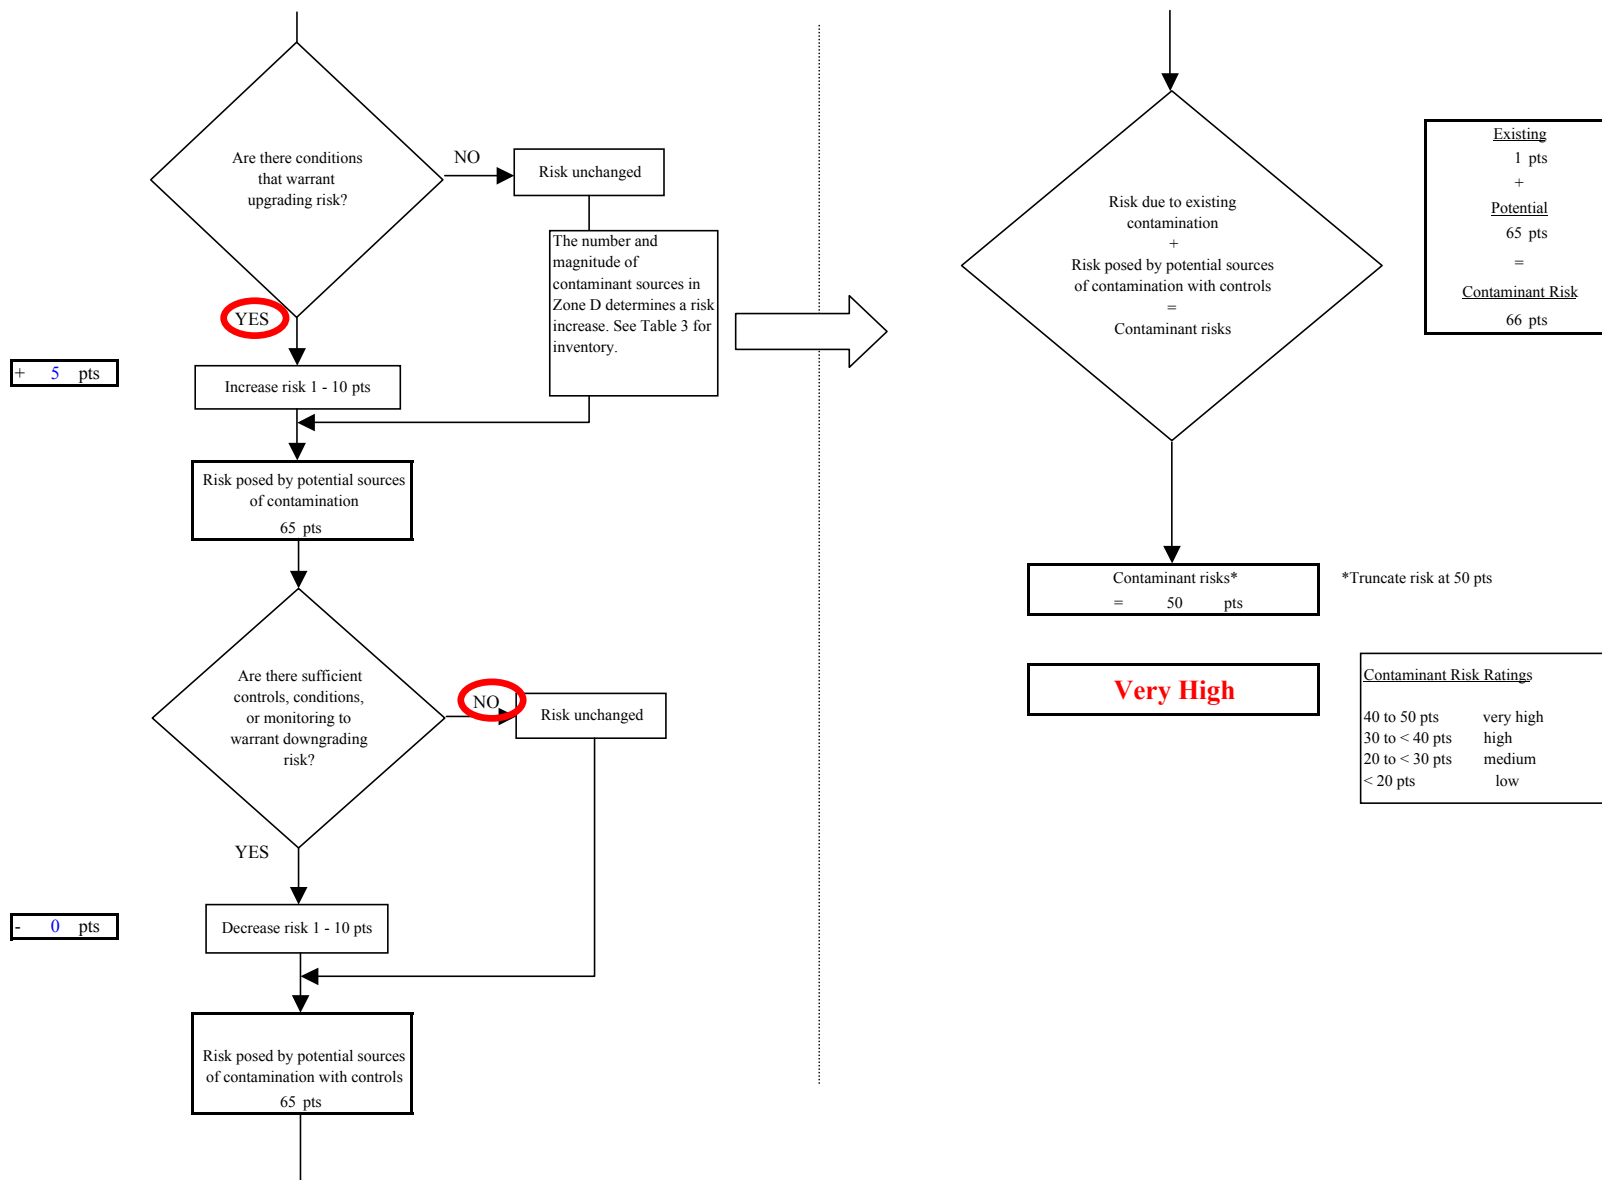 Are there conditions
that warrant
upgrading risk?
NO
Risk unchanged
The number and
magnitude of
contaminant sources in
Zone D determines a risk
increase. See Table 3 for
inventory.
YES
+ 5 pts
Increase risk 1 - 10 pts
Risk posed by potential sources
of contamination
65 pts
Are there sufficient
controls, conditions,
or monitoring to
warrant downgrading
risk?
NO
Risk unchanged
YES
- 0 pts
Decrease risk 1 - 10 pts
Risk posed by potential sources
of contamination with controls
65 pts
Risk due to existing
contamination
+
Risk posed by potential sources
of contamination with controls
=
Contaminant risks
Existing
1 pts
+
Potential
65 pts
=
Contaminant Risk
66 pts
Contaminant risks*
= 50 pts
*Truncate risk at 50 pts
Very High
Contaminant Risk Ratings
40 to 50 pts very high
30 to < 40 pts high
20 to < 30 pts medium
< 20 pts low